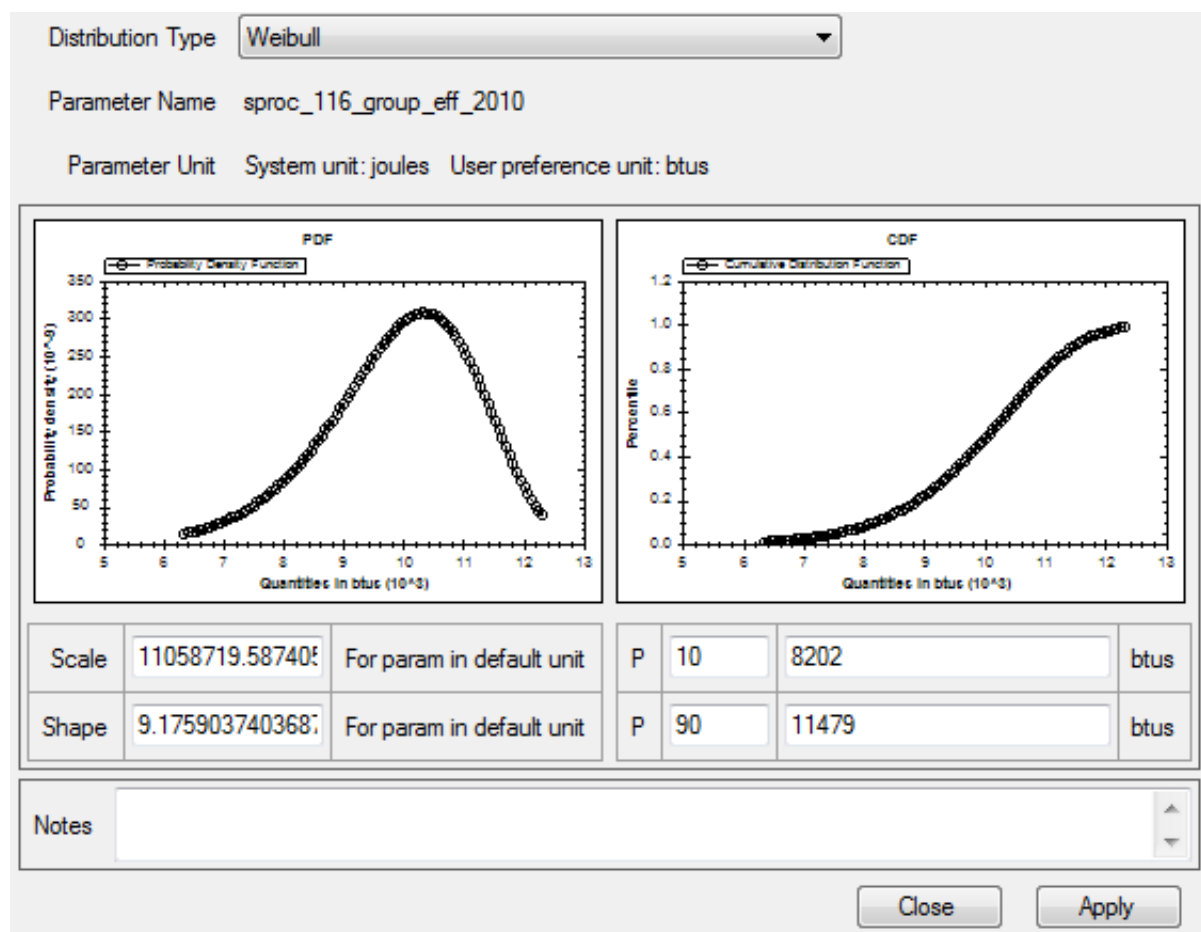 Distribution Type Weibull
Parameter Name sproc_116_group_eff_2010
Parameter Unit System unit: joules User preference unit: btus
PDF
Probability Density Function
350
300
250
200
150
100
50
0
Probability density (10^-9)
5 6 7 8 9 10 11 12 13
Quantities in btus (10^3)
CDF
Cumulative Distribution Function
1.2
1.0
0.8
0.6
0.4
0.2
0.0
Percentile
5 6 7 8 9 10 11 12 13
Quantities in btus (10^3)
Scale 11058719.587405 For param in default unit
Shape 9.1759037403687 For param in default unit
P 10 8202 btus
P 90 11479 btus
Notes
Close Apply